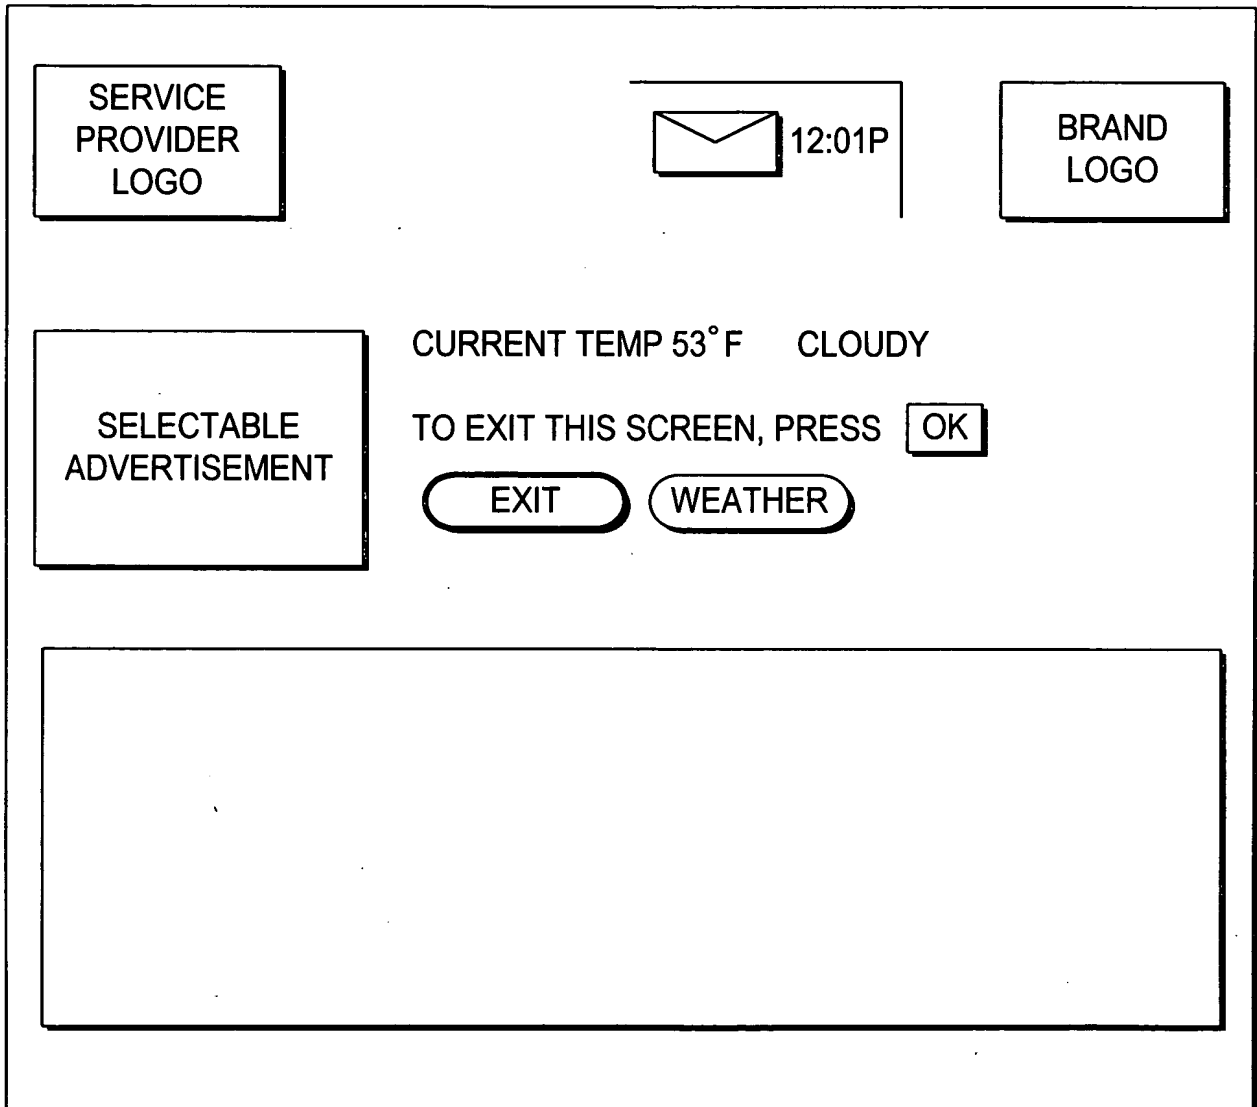 SERVICE
PROVIDER
LOGO
12:01P
BRAND
LOGO
SELECTABLE
ADVERTISEMENT
CURRENT TEMP 53°F CLOUDY
TO EXIT THIS SCREEN, PRESS OK
EXIT WEATHER